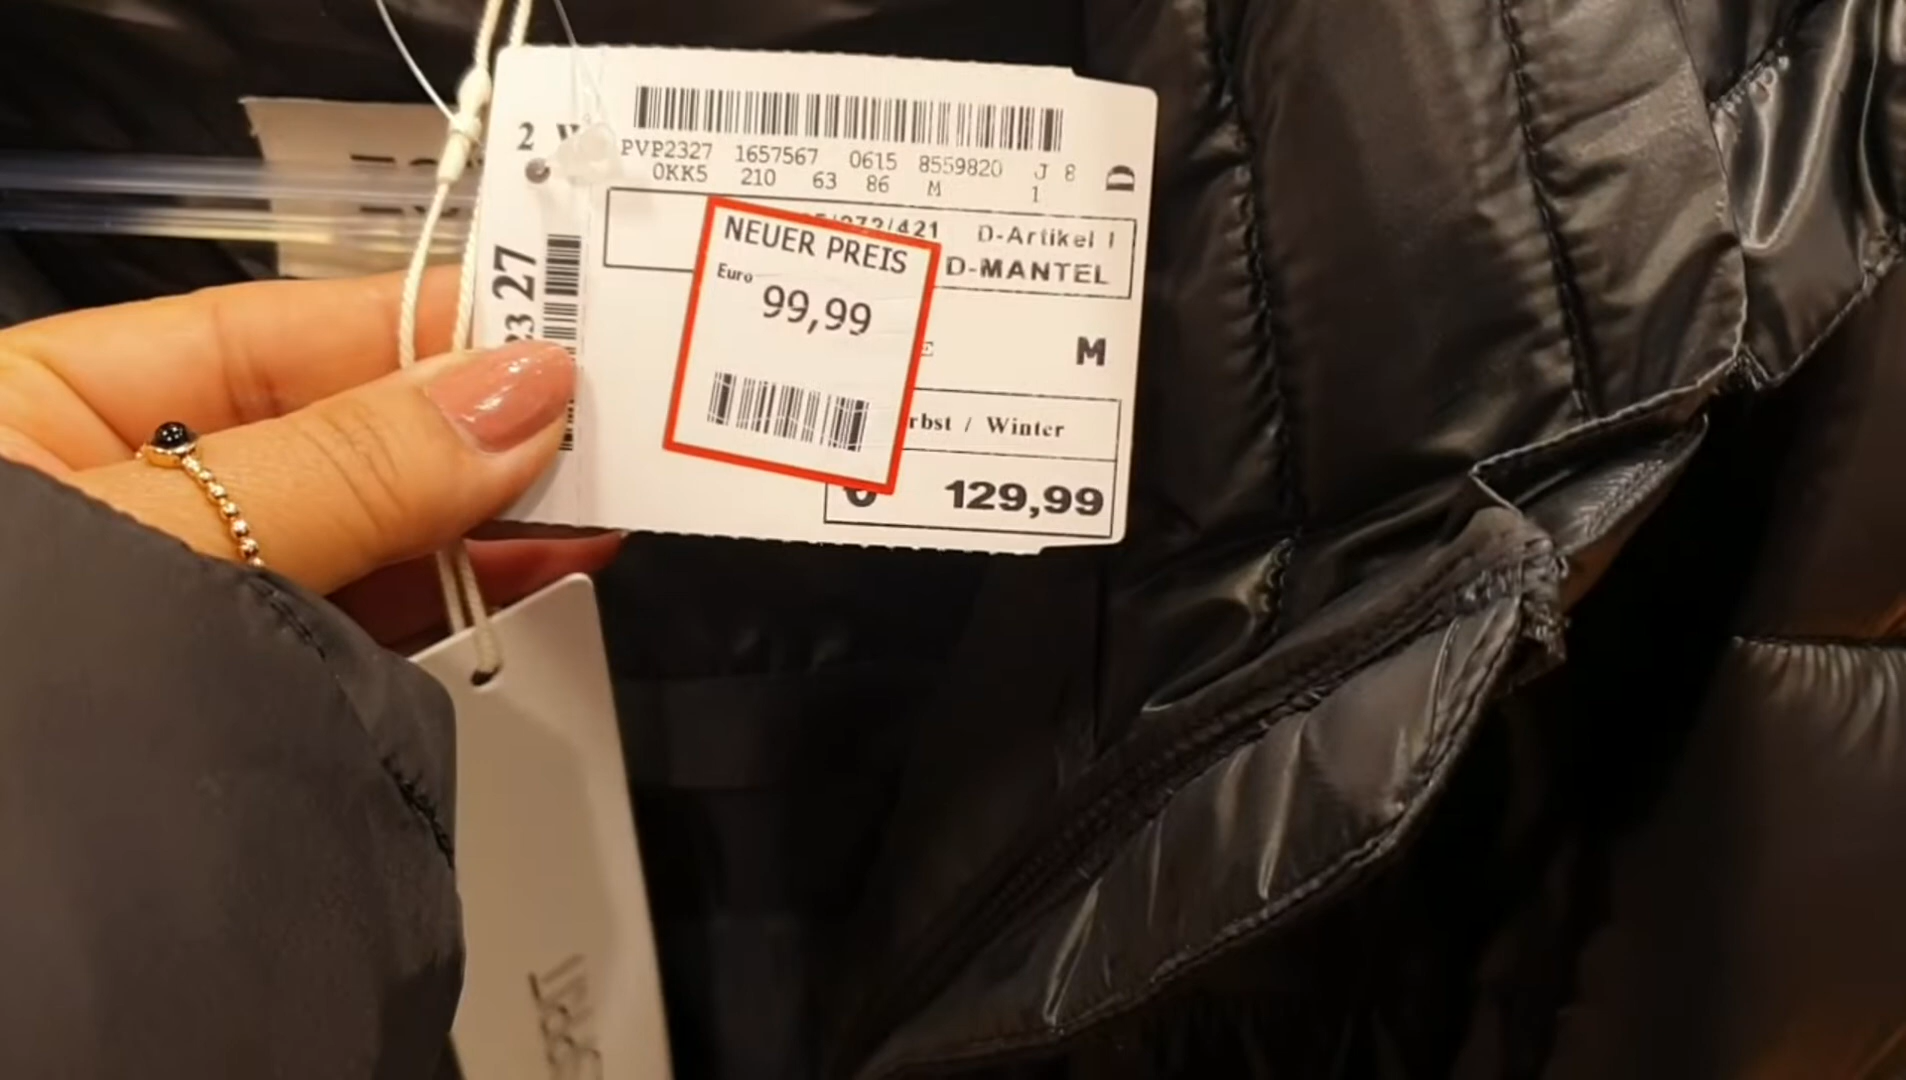 2
PVP2327 1657567 0615 8559820 J 8
0KK5 210 63 86 M 1
D
/421 D-Artikel
D-MANTEL
NEUER PREIS
Euro
99,99
27
M
/ Winter
129,99